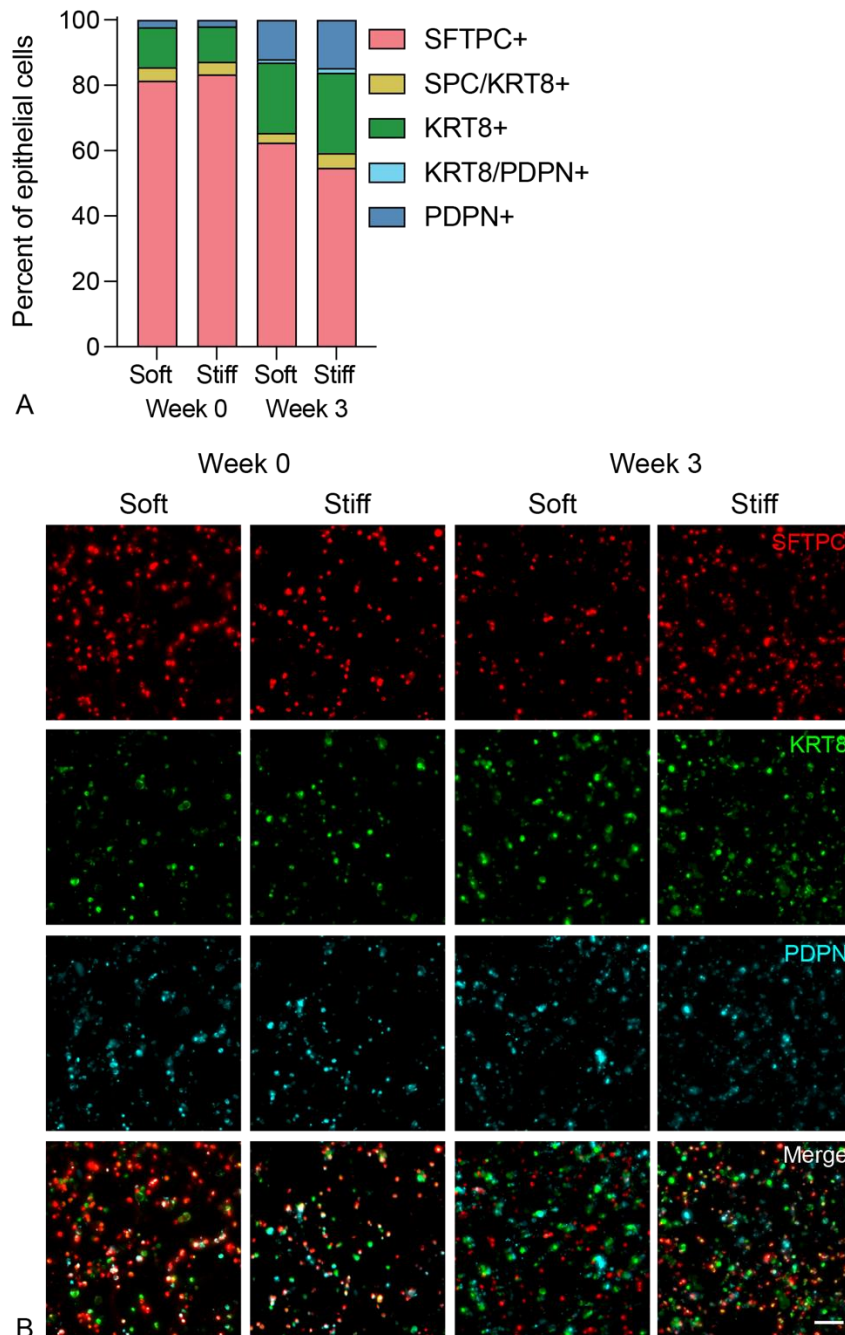 100
80
60
40
20
0
Percent of epithelial cells
SFTPC+
SPC/KRT8+
KRT8+
KRT8/PDPN+
PDPN+
Soft Stiff Soft Stiff
Week 0 Week 3
A
Week 0 Week 3
Soft Stiff Soft Stiff
SFTPC
KRT8
PDPN
Merge
B